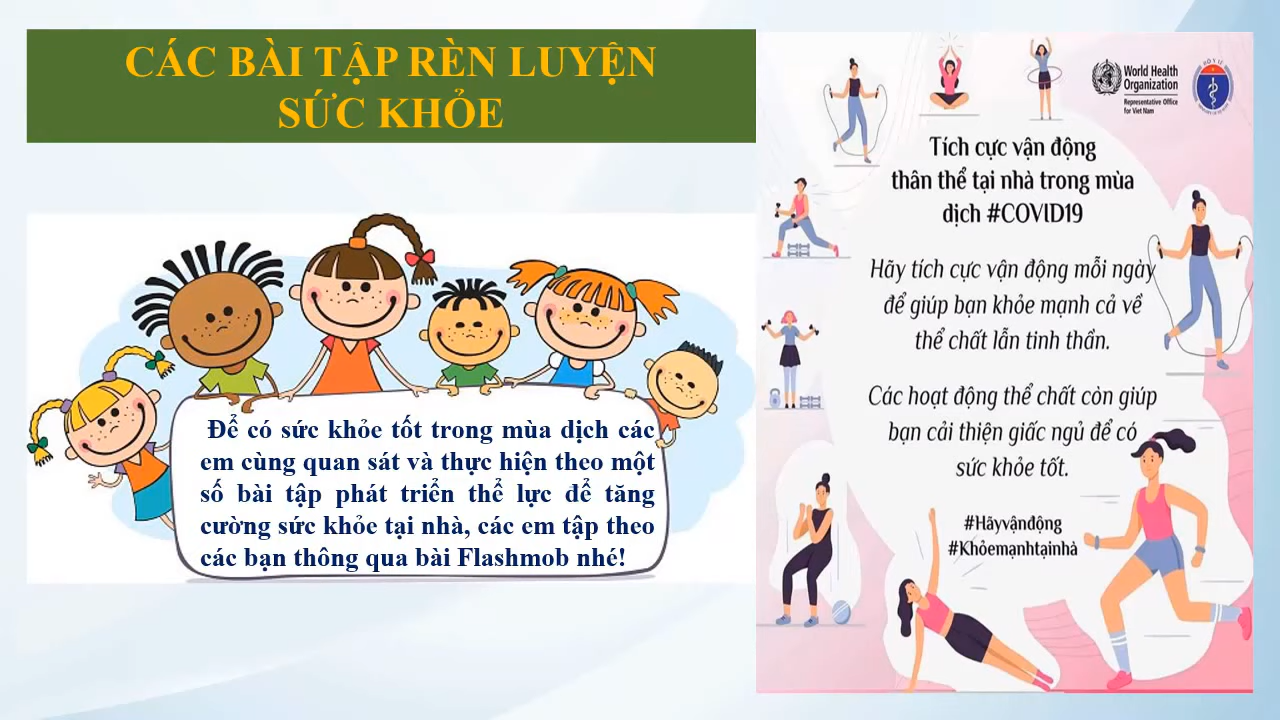 CÁC BÀI TẬP RÈN LUYỆN
SỨC KHỎE
Để có sức khỏe tốt trong mùa dịch các
em cùng quan sát và thực hiện theo một
số bài tập phát triển thể lực để tăng
cường sức khỏe tại nhà, các em tập theo
các bạn thông qua bài Flashmob nhé!
World Health
Organization
Representative Office
for Viet Nam
BỘ Y TẾ
Tích cực vận động
thân thể tại nhà trong mùa
dịch #COVID19
Hãy tích cực vận động mỗi ngày
để giúp bạn khỏe mạnh cả về
thể chất lẫn tinh thần.
Các hoạt động thể chất còn giúp
bạn cải thiện giấc ngủ để có
sức khỏe tốt.
#Hãyvậnđộng
#Khỏemạnhtạinhà